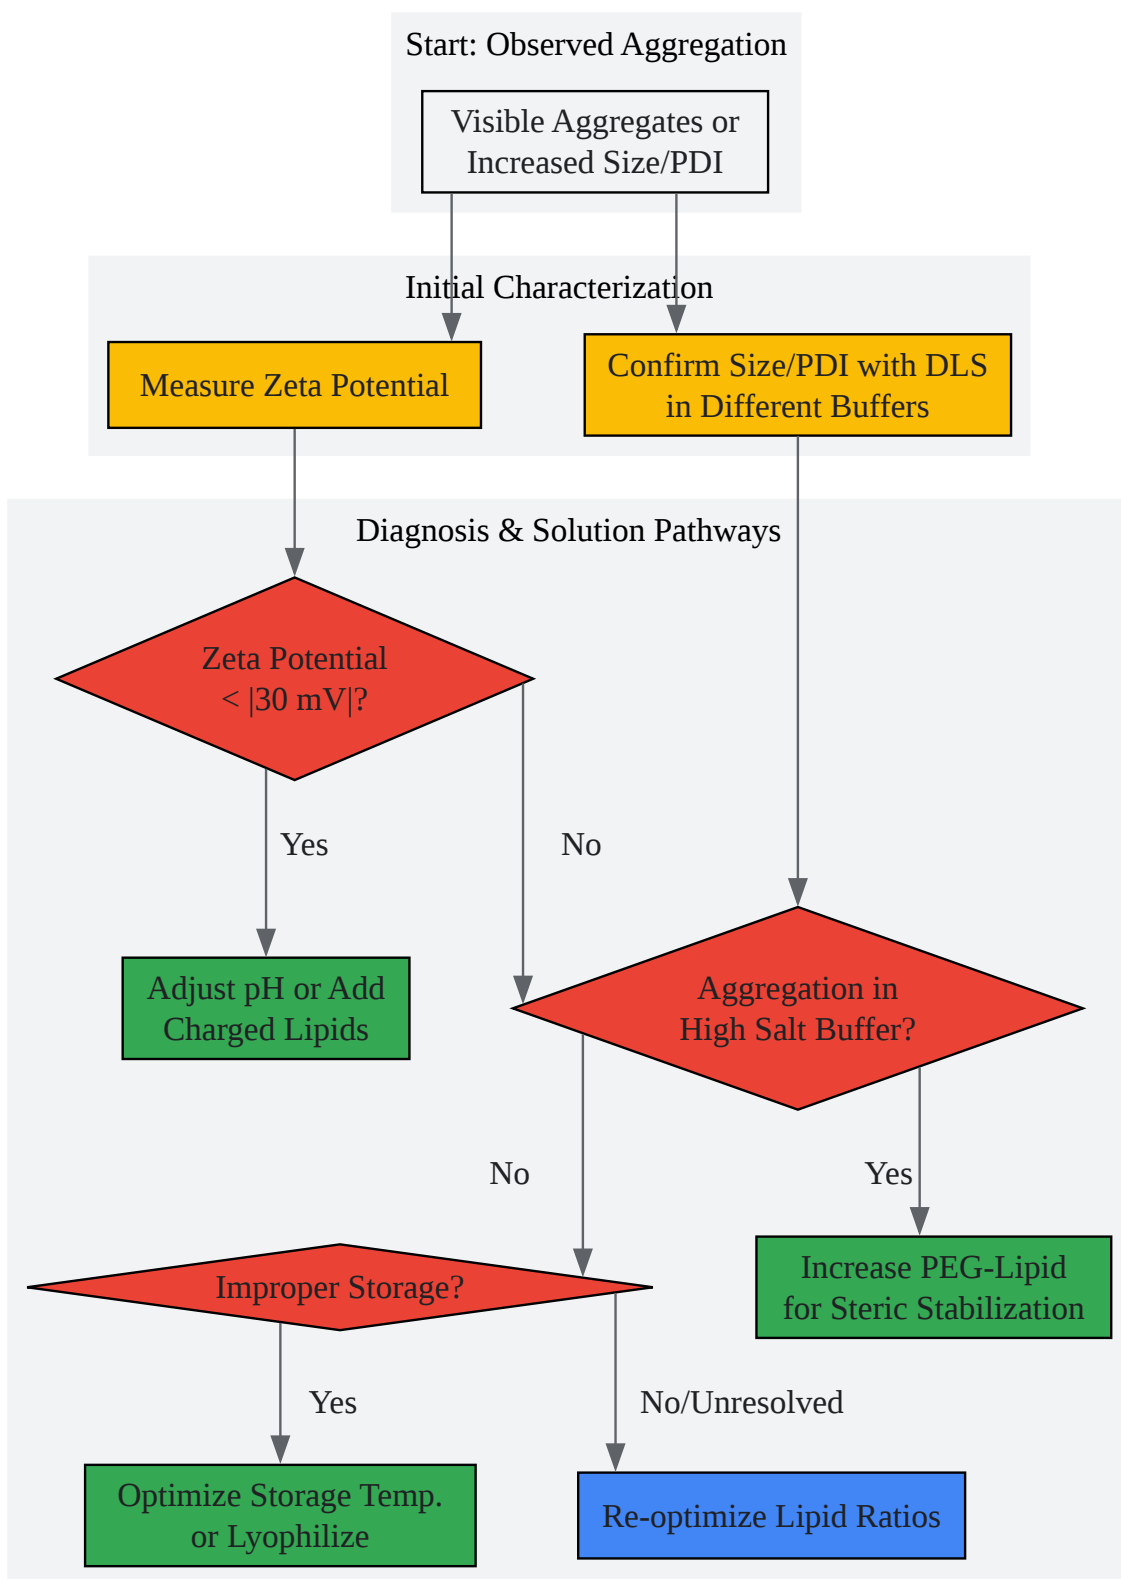 Start: Observed Aggregation
Visible Aggregates or
Increased Size/PDI
Initial Characterization
Measure Zeta Potential
Confirm Size/PDI with DLS
in Different Buffers
Diagnosis & Solution Pathways
Zeta Potential
< |30 mV|?
Yes
No
Adjust pH or Add
Charged Lipids
Aggregation in
High Salt Buffer?
No
Yes
Improper Storage?
Increase PEG-Lipid
for Steric Stabilization
Yes
No/Unresolved
Optimize Storage Temp.
or Lyophilize
Re-optimize Lipid Ratios